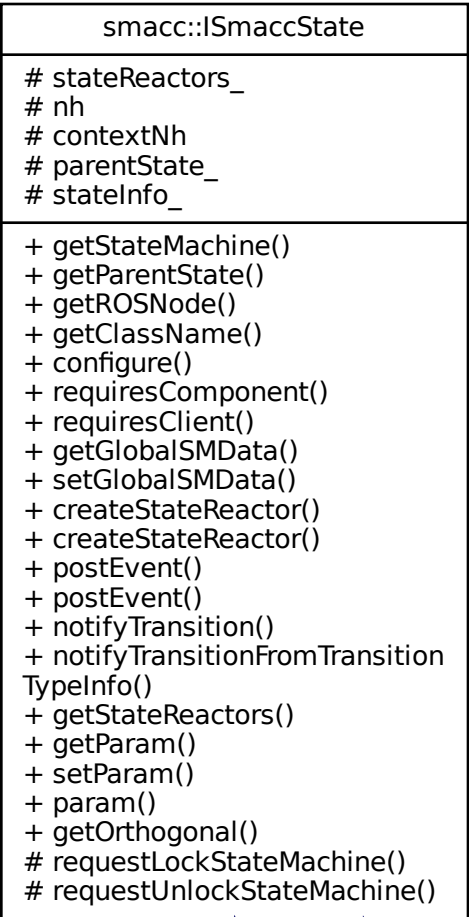 smacc::ISmaccState
# stateReactors_
# nh
# contextNh
# parentState_
# stateInfo_
+ getStateMachine()
+ getParentState()
+ getROSNode()
+ getClassName()
+ configure()
+ requiresComponent()
+ requiresClient()
+ getGlobalSMData()
+ setGlobalSMData()
+ createStateReactor()
+ createStateReactor()
+ postEvent()
+ postEvent()
+ notifyTransition()
+ notifyTransitionFromTransition
TypeInfo()
+ getStateReactors()
+ getParam()
+ setParam()
+ param()
+ getOrthogonal()
# requestLockStateMachine()
# requestUnlockStateMachine()